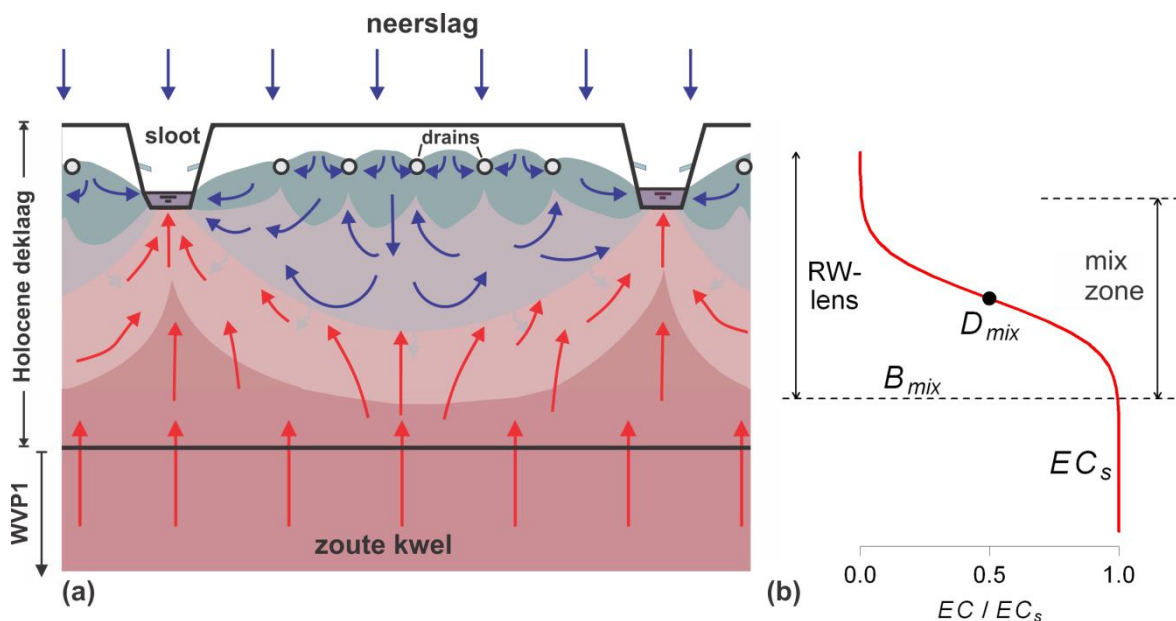 neerslag
sloot
drains
Holocene deklaag
WVP1
zoute kwel
(a)
RW-
lens
mix
zone
D mix
B mix
EC s
0.0 0.5 1.0
EC / EC s
(b)